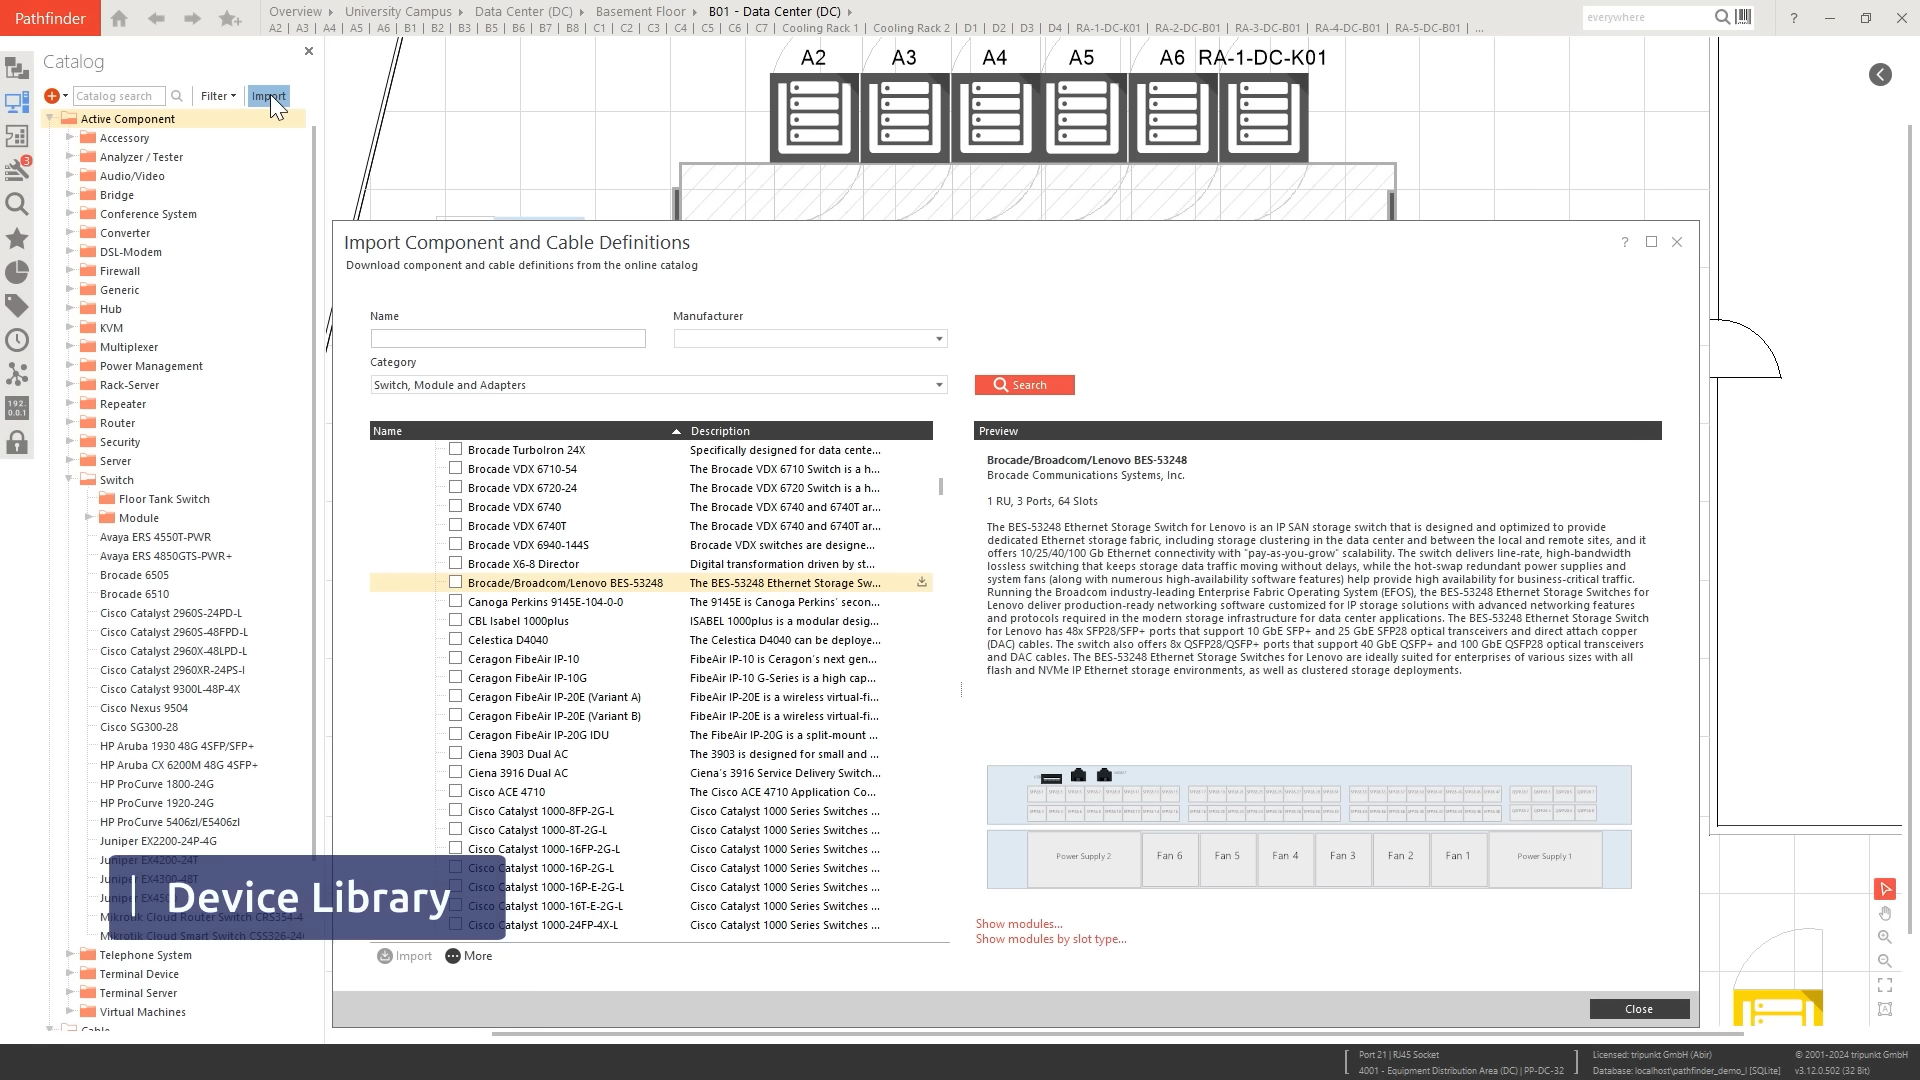 Pathfinder
Overview University Campus Data Center (DC) Basement Floor B01 - Data Center (DC)
A2 | A3 | A4 | A5 | A6 | B1 | B2 | B3 | B5 | B6 | B7 | B8 | C1 | C2 | C3 | C4 | C5 | C6 | C7 | Cooling Rack 1 | Cooling Rack 2 | D1 | D2 | D3 | D4 | RA-1-DC-K01 | RA-2-DC-B01 | RA-3-DC-B01 | RA-4-DC-B01 | RA-5-DC-B01 | ...
everywhere
?
Catalog
Catalog search
Filter
Import
Active Component
Accessory
Analyzer / Tester
Audio/Video
Bridge
Conference System
Converter
DSL-Modem
Firewall
Generic
Hub
KVM
Multiplexer
Power Management
Rack-Server
Repeater
Router
Security
Server
Switch
Floor Tank Switch
Module
Avaya ERS 4550T-PWR
Avaya ERS 4850GTS-PWR+
Brocade 6505
Brocade 6510
Cisco Catalyst 2960S-24PD-L
Cisco Catalyst 2960S-48FPD-L
Cisco Catalyst 2960X-48LPD-L
Cisco Catalyst 2960XR-24PS-I
Cisco Catalyst 9300L-48P-4X
Cisco Nexus 9504
Cisco SG300-28
HP Aruba 1930 48G 4SFP/SFP+
HP Aruba CX 6200M 48G 4SFP+
HP ProCurve 1800-24G
HP ProCurve 1920-24G
HP ProCurve 5406zl/E5406zl
Juniper EX2200-24P-4G
Juniper EX4200-24T
Juniper EX4300-48T
Mikrotik Cloud Router Switch CRS354-4
Mikrotik Cloud Smart Switch CSS326-24
Telephone System
Terminal Device
Terminal Server
Virtual Machines
Cable
3
192.
0.0.1
A2 A3 A4 A5 A6 RA-1-DC-K01
Import Component and Cable Definitions
?
Download component and cable definitions from the online catalog
Name
Manufacturer
Category
Switch, Module and Adapters
Search
Name Description
Brocade TurboIron 24X Specifically designed for data cente...
Brocade VDX 6710-54 The Brocade VDX 6710 Switch is a h...
Brocade VDX 6720-24 The Brocade VDX 6720 Switch is a h...
Brocade VDX 6740 The Brocade VDX 6740 and 6740T ar...
Brocade VDX 6740T The Brocade VDX 6740 and 6740T ar...
Brocade VDX 6940-144S Brocade VDX switches are designe...
Brocade X6-8 Director Digital transformation driven by st...
Brocade/Broadcom/Lenovo BES-53248 The BES-53248 Ethernet Storage Sw...
Canoga Perkins 9145E-104-0-0 The 9145E is Canoga Perkins' secon...
CBL Isabel 1000plus ISABEL 1000plus is a modular desig...
Celestica D4040 The Celestica D4040 can be deploye...
Ceragon FibeAir IP-10 FibeAir IP-10 is Ceragon's next gen...
Ceragon FibeAir IP-10G FibeAir IP-10 G-Series is a high cap...
Ceragon FibeAir IP-20E (Variant A) FibeAir IP-20E is a wireless virtual-fi...
Ceragon FibeAir IP-20E (Variant B) FibeAir IP-20E is a wireless virtual-fi...
Ceragon FibeAir IP-20G IDU The FibeAir IP-20G is a split-mount ...
Ciena 3903 Dual AC The 3903 is designed for small and ...
Ciena 3916 Dual AC Ciena's 3916 Service Delivery Switch...
Cisco ACE 4710 The Cisco ACE 4710 Application Co...
Cisco Catalyst 1000-8FP-2G-L Cisco Catalyst 1000 Series Switches ...
Cisco Catalyst 1000-8T-2G-L Cisco Catalyst 1000 Series Switches ...
Cisco Catalyst 1000-16FP-2G-L Cisco Catalyst 1000 Series Switches ...
Cisco Catalyst 1000-16P-2G-L Cisco Catalyst 1000 Series Switches ...
Cisco Catalyst 1000-16P-E-2G-L Cisco Catalyst 1000 Series Switches ...
Cisco Catalyst 1000-16T-E-2G-L Cisco Catalyst 1000 Series Switches ...
Cisco Catalyst 1000-24FP-4X-L Cisco Catalyst 1000 Series Switches ...
Import More
Preview
Brocade/Broadcom/Lenovo BES-53248
Brocade Communications Systems, Inc.
1 RU, 3 Ports, 64 Slots
The BES-53248 Ethernet Storage Switch for Lenovo is an IP SAN storage switch that is designed and optimized to provide
dedicated Ethernet storage fabric, including storage clustering in the data center and between the local and remote sites, and it
offers 10/25/40/100 Gb Ethernet connectivity with "pay-as-you-grow" scalability. The switch delivers line-rate, high-bandwidth
lossless switching that keeps storage data traffic moving without delays, while the hot-swap redundant power supplies and
system fans (along with numerous high-availability software features) help provide high availability for business-critical traffic.
Running the Broadcom industry-leading Enterprise Fabric Operating System (EFOS), the BES-53248 Ethernet Storage Switches for
Lenovo deliver production-ready networking software customized for IP storage solutions with advanced networking features
and protocols required in the modern storage infrastructure for data center applications. The BES-53248 Ethernet Storage Switch
for Lenovo has 48x SFP28/SFP+ ports that support 10 GbE SFP+ and 25 GbE SFP28 optical transceivers and direct attach copper
(DAC) cables. The switch also offers 8x QSFP28/QSFP+ ports that support 40 GbE QSFP+ and 100 GbE QSFP28 optical transceivers
and DAC cables. The BES-53248 Ethernet Storage Switches for Lenovo are ideally suited for enterprises of various sizes with all
flash and NVMe IP Ethernet storage environments, as well as clustered storage deployments.
Power Supply 2 Fan 6 Fan 5 Fan 4 Fan 3 Fan 2 Fan 1 Power Supply 1
Show modules...
Show modules by slot type...
Close
Device Library
Port 21 | RJ45 Socket
4001 - Equipment Distribution Area (DC) | PP-DC-32
Licensed: tripunkt GmbH (Abir)
Database: localhost\pathfinder_demo_l [SQLite]
© 2001-2024 tripunkt GmbH
v3.12.0.502 (32 Bit)